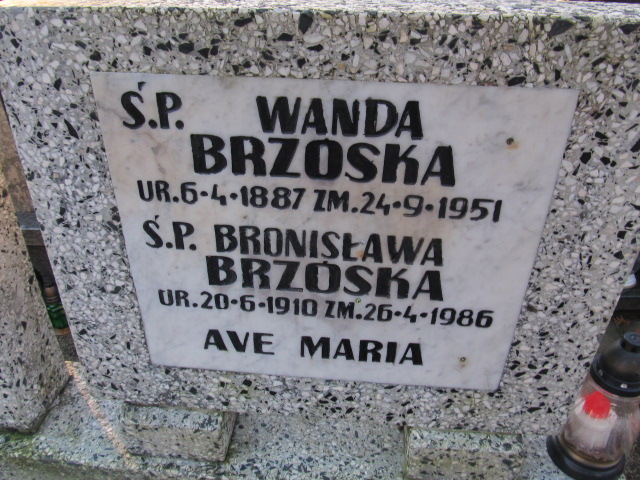 Ś.P. WANDA
BRZOSKA
UR.6·4·1887 ZM.24·9·1951
Ś.P. BRONISŁAWA
BRZOSKA
UR.20·6·1910 ZM.26·4·1986
AVE MARIA